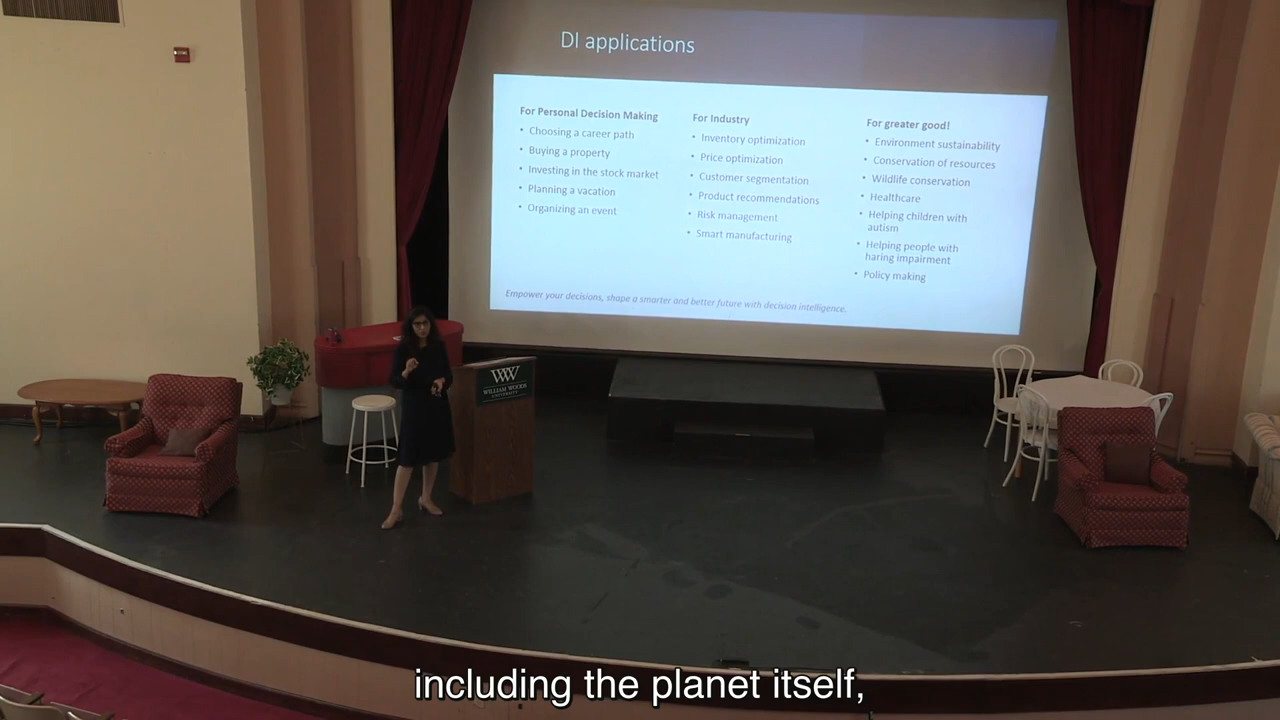 DI applications
For Personal Decision Making
• Choosing a career path
• Buying a property
• Investing in the stock market
• Planning a vacation
• Organizing an event
For Industry
• Inventory optimization
• Price optimization
• Customer segmentation
• Product recommendations
• Risk management
• Smart manufacturing
For greater good!
• Environment sustainability
• Conservation of resources
• Wildlife conservation
• Healthcare
• Helping children with
autism
• Helping people with
haring impairment
• Policy making
Empower your decisions, shape a smarter and better future with decision intelligence.
WILLIAM WOODS
UNIVERSITY
including the planet itself,